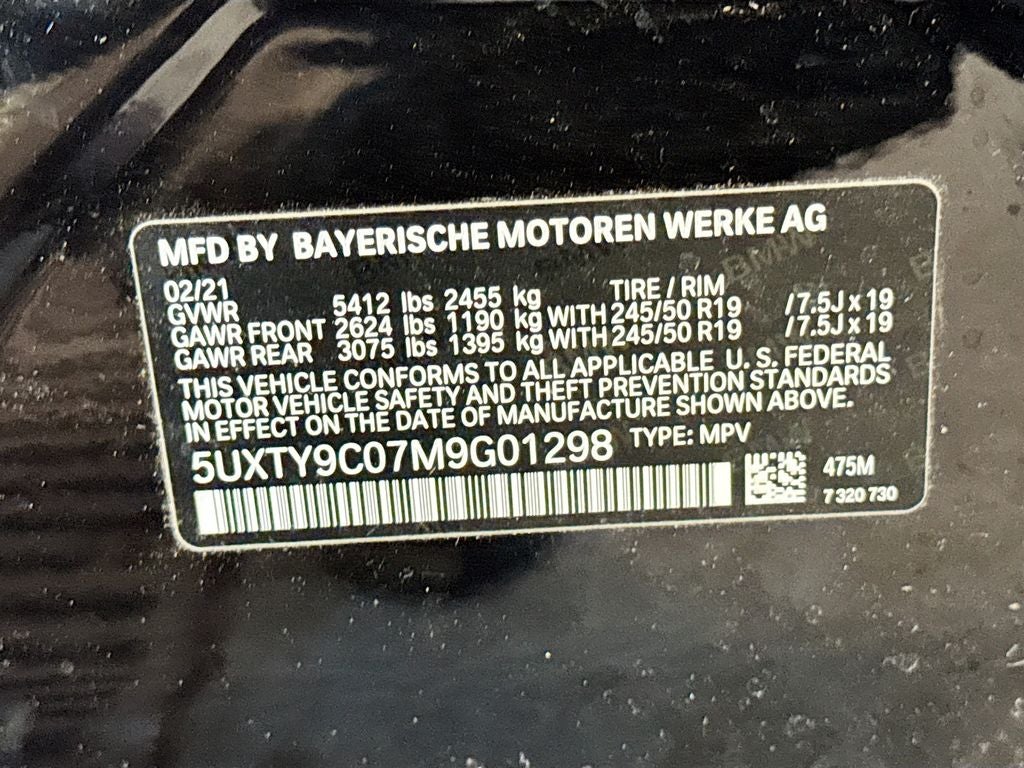 MFD BY BAYERISCHE MOTOREN WERKE AG
02/21 TIRE / RIM
GVWR 5412 lbs 2455 kg
GAWR FRONT 2624 lbs 1190 kg WITH 245/50 R19 /7.5J x 19
GAWR REAR 3075 lbs 1395 kg WITH 245/50 R19 /7.5J x 19
THIS VEHICLE CONFORMS TO ALL APPLICABLE U. S. FEDERAL
MOTOR VEHICLE SAFETY AND THEFT PREVENTION STANDARDS
IN EFFECT ON THE DATE OF MANUFACTURE SHOWN ABOVE.
5UXTY9C07M9G01298 TYPE: MPV
475M
7 320 730